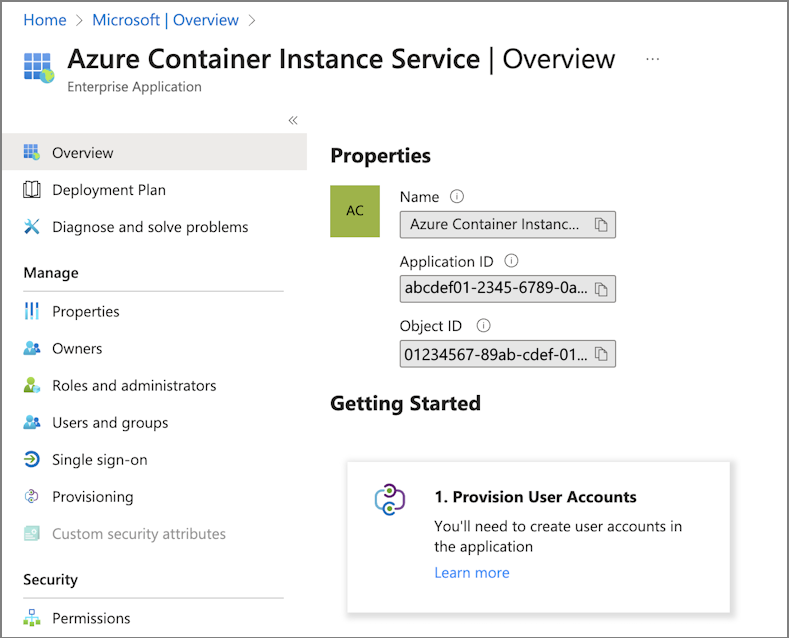 Home > Microsoft | Overview >
Azure Container Instance Service | Overview ...
Enterprise Application
«
Overview
Deployment Plan
Diagnose and solve problems
Manage
Properties
Owners
Roles and administrators
Users and groups
Single sign-on
Provisioning
Custom security attributes
Security
Permissions
Properties
AC
Name
Azure Container Instanc...
Application ID
abcdef01-2345-6789-0a...
Object ID
01234567-89ab-cdef-01...
Getting Started
1. Provision User Accounts
You'll need to create user accounts in
the application
Learn more